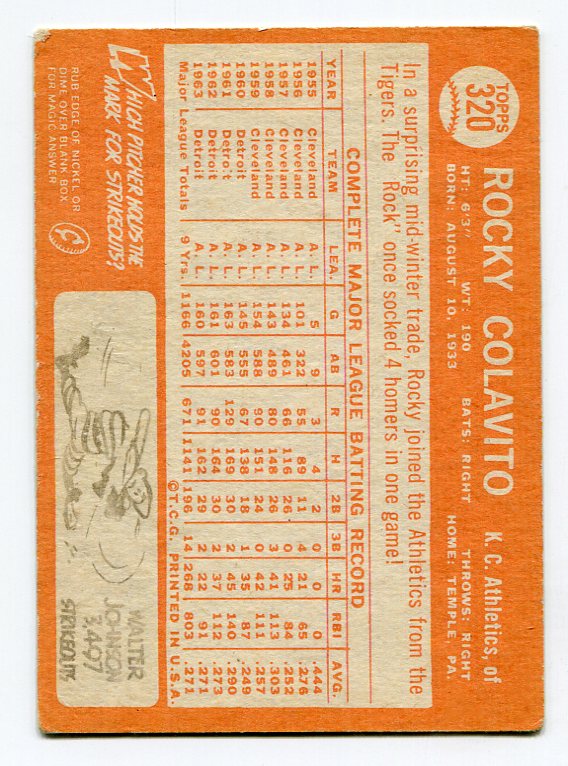 TOPPS
320
ROCKY COLAVITO
K. C. Athletics, of
HT: 6'3" WT: 190 BATS: RIGHT THROWS: RIGHT
BORN: AUGUST 10, 1933 HOME: TEMPLE, PA.
In a surprising mid-winter trade, Rocky joined the Athletics from the
Tigers. The "Rock" once socked 4 homers in one game!
COMPLETE MAJOR LEAGUE BATTING RECORD
YEAR TEAM LEA. G AB R H 2B 3B HR RBI AVG.
1955 Cleveland A. L. 5 9 3 4 2 0 0 0 .444
1956 Cleveland A. L. 101 322 55 89 11 4 21 65 .276
1957 Cleveland A. L. 134 461 66 116 26 0 25 84 .252
1958 Cleveland A. L. 143 489 80 148 26 3 41 113 .303
1959 Cleveland A. L. 154 588 90 151 24 0 42 111 .257
1960 Detroit A. L. 145 555 67 138 18 1 35 87 .249
1961 Detroit A. L. 163 583 129 169 30 2 45 140 .290
1962 Detroit A. L. 161 601 90 164 30 2 37 112 .273
1963 Detroit A. L. 160 597 91 162 29 2 22 91 .271
Major League Totals 9 Yrs. 1166 4205 671 1141 196 14 268 803 .271
©T.C.G. PRINTED IN U.S.A.
WHICH PITCHER HOLDS THE
MARK FOR STRIKEOUTS?
RUB EDGE OF NICKEL OR
DIME OVER BLANK BOX
FOR MAGIC ANSWER
WALTER
JOHNSON
3,497
STRIKEOUTS